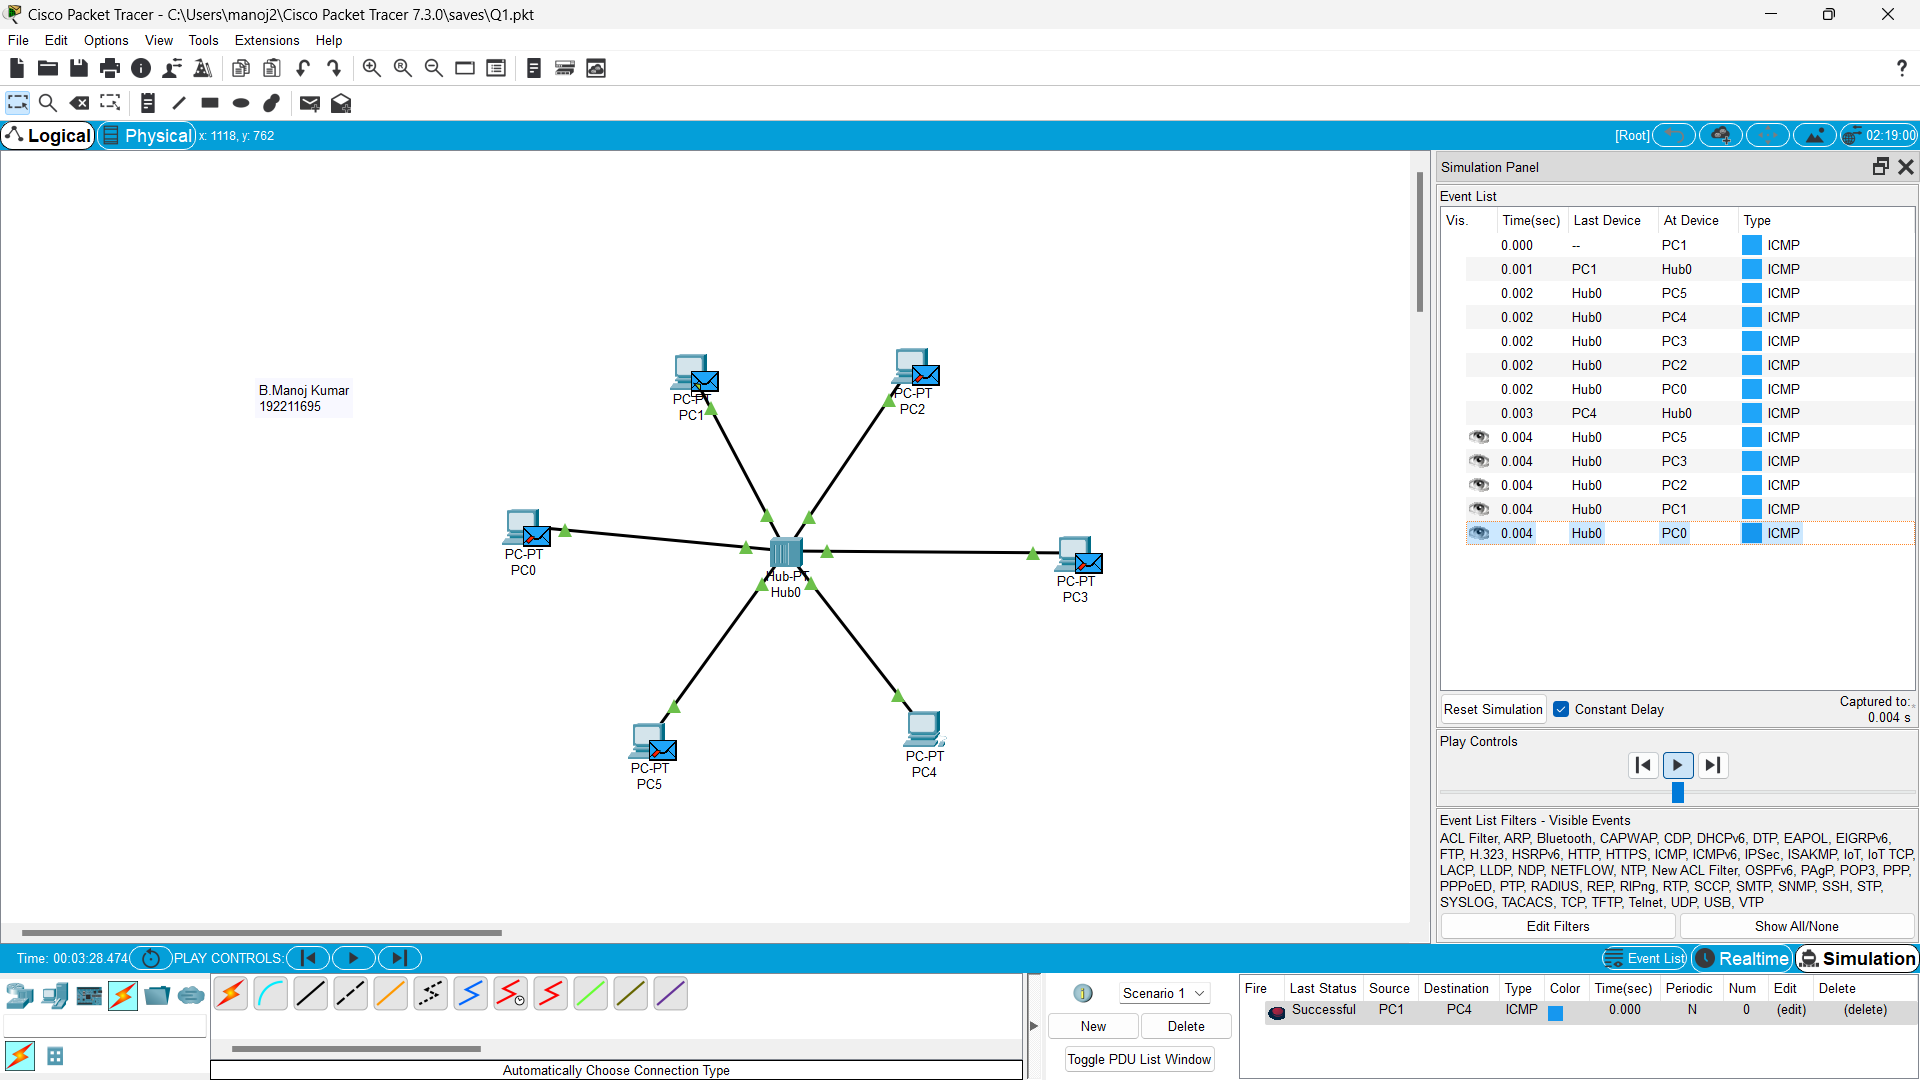 Cisco Packet Tracer - C:\Users\manoj2\Cisco Packet Tracer 7.3.0\saves\Q1.pkt
File Edit Options View Tools Extensions Help
?
Logical Physical x: 1118, y: 762 [Root] 02:19:00
Simulation Panel
Event List
Vis. Time(sec) Last Device At Device Type
0.000 -- PC1 ICMP
0.001 PC1 Hub0 ICMP
0.002 Hub0 PC5 ICMP
0.002 Hub0 PC4 ICMP
0.002 Hub0 PC3 ICMP
0.002 Hub0 PC2 ICMP
0.002 Hub0 PC0 ICMP
0.003 PC4 Hub0 ICMP
0.004 Hub0 PC5 ICMP
0.004 Hub0 PC3 ICMP
0.004 Hub0 PC2 ICMP
0.004 Hub0 PC1 ICMP
0.004 Hub0 PC0 ICMP
B.Manoj Kumar
192211695
PC-PT
PC1
PC-PT
PC2
PC-PT
PC0
Hub-PT
Hub0
PC-PT
PC3
PC-PT
PC5
PC-PT
PC4
Reset Simulation Constant Delay Captured to:
0.004 s
Play Controls
Event List Filters - Visible Events
ACL Filter, ARP, Bluetooth, CAPWAP, CDP, DHCPv6, DTP, EAPOL, EIGRPv6,
FTP, H.323, HSRPv6, HTTP, HTTPS, ICMP, ICMPv6, IPSec, ISAKMP, IoT, IoT TCP,
LACP, LLDP, NDP, NETFLOW, NTP, New ACL Filter, OSPFv6, PAgP, POP3, PPP,
PPPoED, PTP, RADIUS, REP, RIPng, RTP, SCCP, SMTP, SNMP, SSH, STP,
SYSLOG, TACACS, TCP, TFTP, Telnet, UDP, USB, VTP
Edit Filters Show All/None
Time: 00:03:28.474 PLAY CONTROLS: Event List Realtime Simulation
Scenario 1
New Delete
Toggle PDU List Window
Fire Last Status Source Destination Type Color Time(sec) Periodic Num Edit Delete
Successful PC1 PC4 ICMP 0.000 N 0 (edit) (delete)
Automatically Choose Connection Type